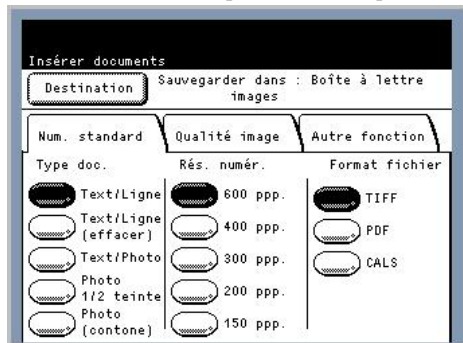 Insérer documents
Destination
Sauvegarder dans : Boîte à lettre
images
Num. standard
Qualité image
Autre fonction
Type doc.
Text/Ligne
Text/Ligne
(effacer)
Text/Photo
Photo
1/2 teinte
Photo
(contone)
Rés. numér.
600 ppp.
400 ppp.
300 ppp.
200 ppp.
150 ppp.
Format fichier
TIFF
PDF
CALS